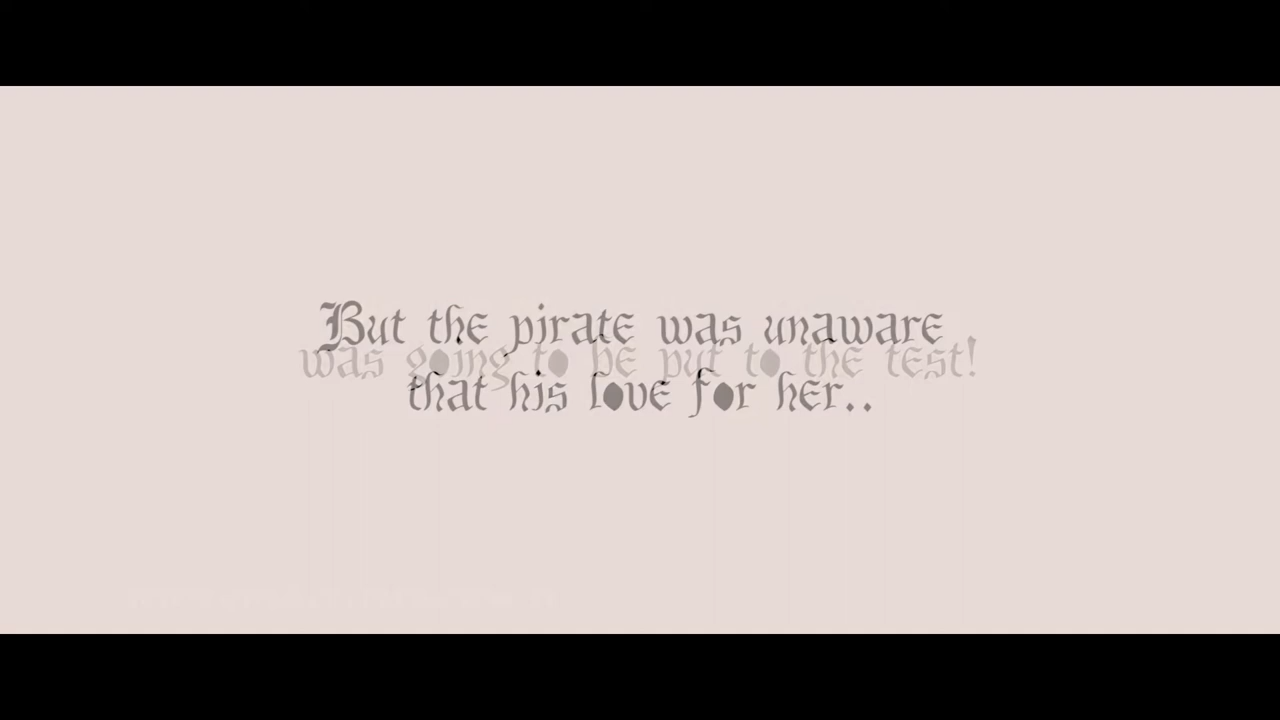 But the pirate was unaware
that his love for her..
was going to be put to the test!